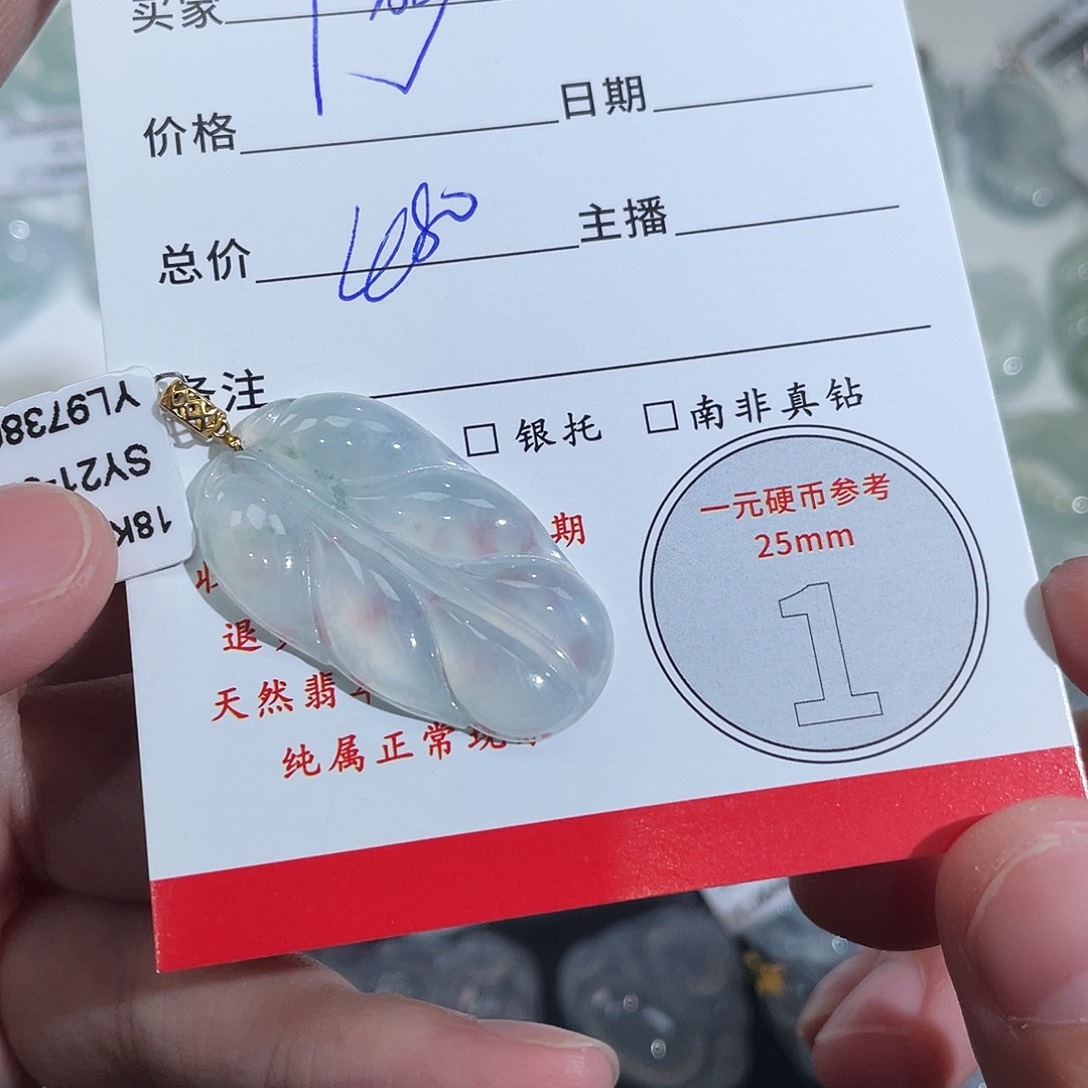 买家
价格 日期
总价 主播
备注
银托 南非真钻
一元硬币参考
25mm
1
期
退
天然翡
纯属正常现
YL9738
SY21-
18K